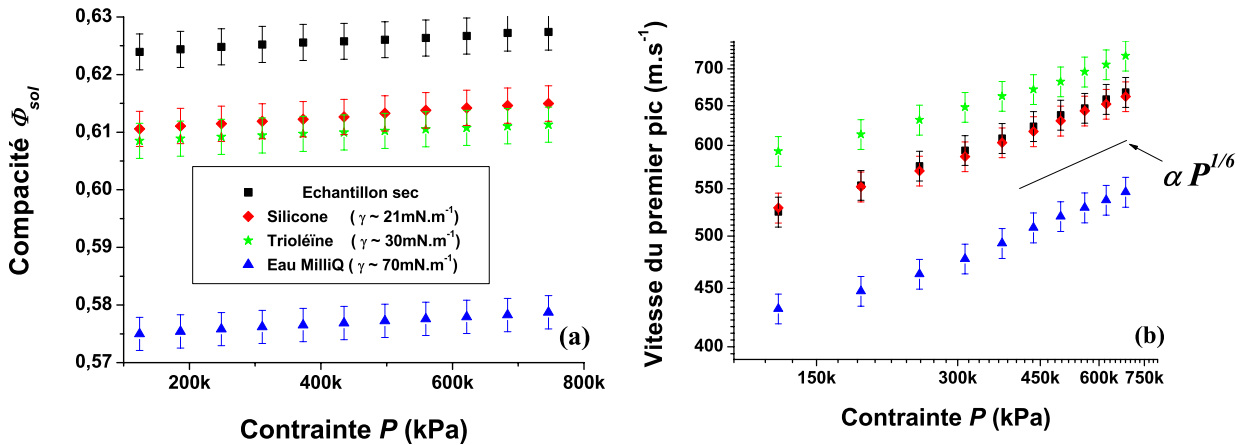 0,63
0,62
0,61
0,60
0,59
0,58
0,57
Compacité Φsol
Echantillon sec
Silicone ( γ ~ 21mN.m-1)
Trioléïne ( γ ~ 30mN.m-1)
Eau MilliQ ( γ ~ 70mN.m-1)
(a)
200k 400k 600k 800k
Contrainte P (kPa)
Vitesse du premier pic (m.s-1)
700
650
600
550
500
450
400
α P1/6
(b)
150k 300k 450k 600k 750k
Contrainte P (kPa)